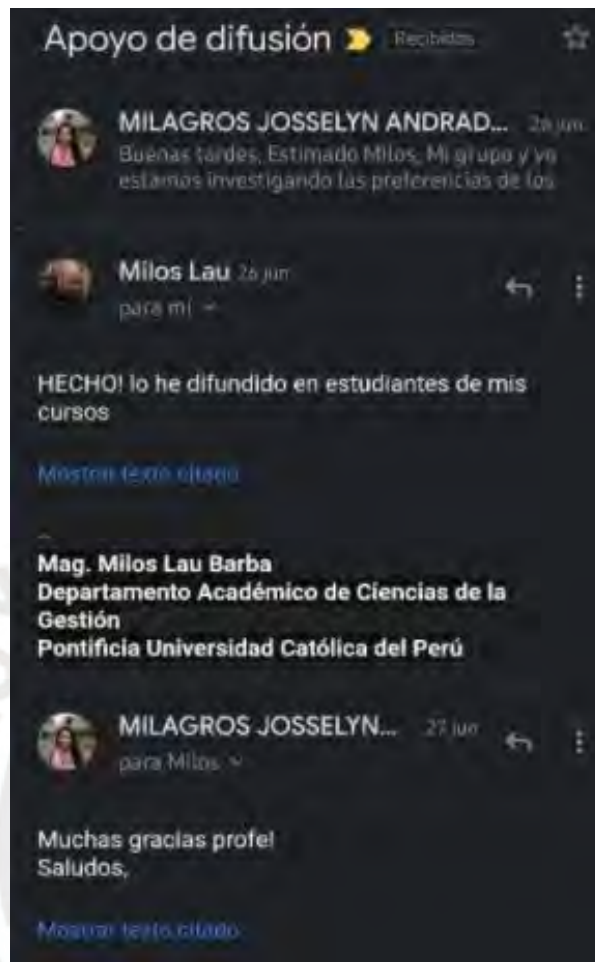 Apoyo de difusión Recibidos
MILAGROS JOSSELYN ANDRAD... 26 jun
Buenas tardes, Estimado Milos, Mi grupo y yo
estamos investigando las preferencias de los
Milos Lau 26 jun
para mí
HECHO! lo he difundido en estudiantes de mis
cursos
Mostrar texto citado
Mag. Milos Lau Barba
Departamento Académico de Ciencias de la
Gestión
Pontificia Universidad Católica del Perú
MILAGROS JOSSELYN... 27 jun
para Milos
Muchas gracias profe!
Saludos,
Mostrar texto citado